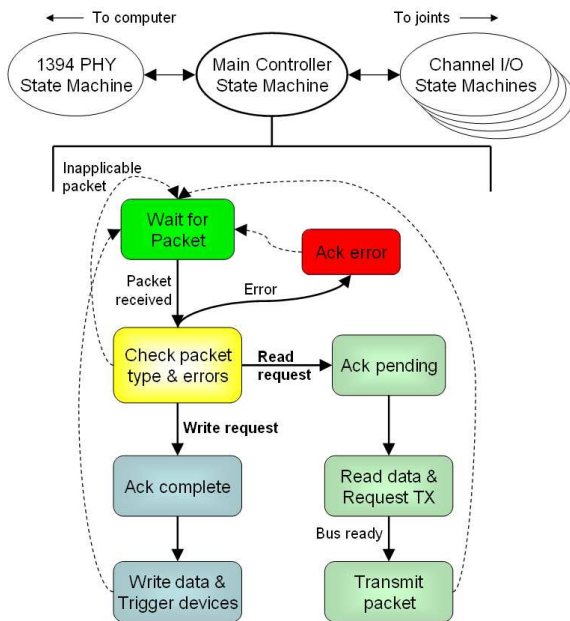 To computer
To joints
1394 PHY
State Machine
Main Controller
State Machine
Channel I/O
State Machines
Inapplicable
packet
Wait for
Packet
Ack error
Packet
received
Error
Check packet
type & errors
Read
request
Ack pending
Write request
Ack complete
Read data &
Request TX
Bus ready
Write data &
Trigger devices
Transmit
packet